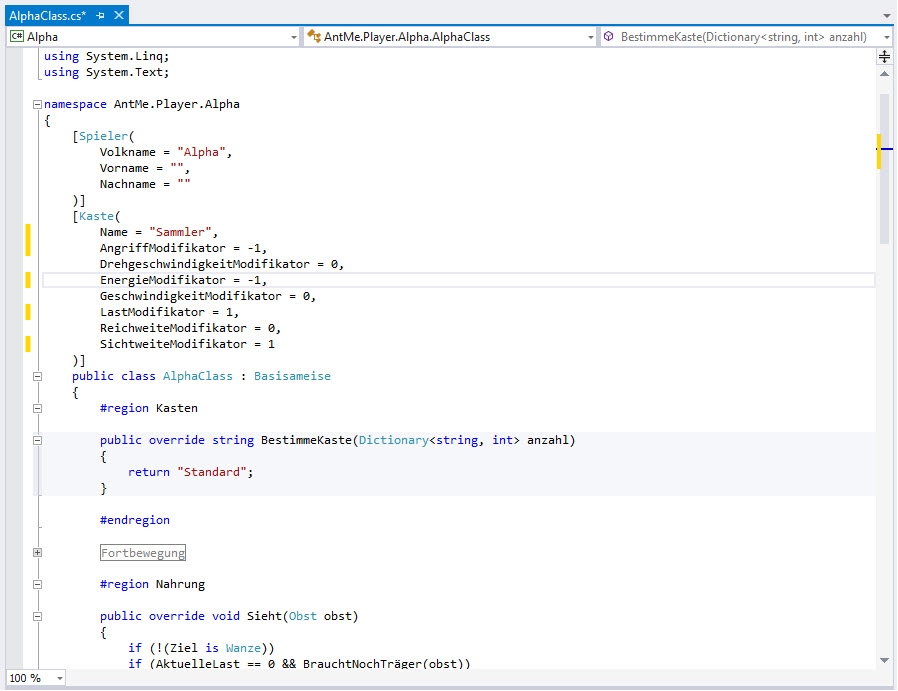 AlphaClass.cs*
C# Alpha
AntMe.Player.Alpha.AlphaClass
BestimmeKaste(Dictionary<string, int> anzahl)
using System.Linq;
using System.Text;
namespace AntMe.Player.Alpha
{
[Spieler(
Volkname = "Alpha",
Vorname = "",
Nachname = ""
)]
[Kaste(
Name = "Sammler",
AngriffModifikator = -1,
DrehgeschwindigkeitModifikator = 0,
EnergieModifikator = -1,
GeschwindigkeitModifikator = 0,
LastModifikator = 1,
ReichweiteModifikator = 0,
SichtweiteModifikator = 1
)]
public class AlphaClass : Basisameise
{
#region Kasten
public override string BestimmeKaste(Dictionary<string, int> anzahl)
{
return "Standard";
}
#endregion
Fortbewegung
#region Nahrung
public override void Sieht(Obst obst)
{
if (!(Ziel is Wanze))
if (AktuelleLast == 0 && BrauchtNochTräger(obst))
100 %